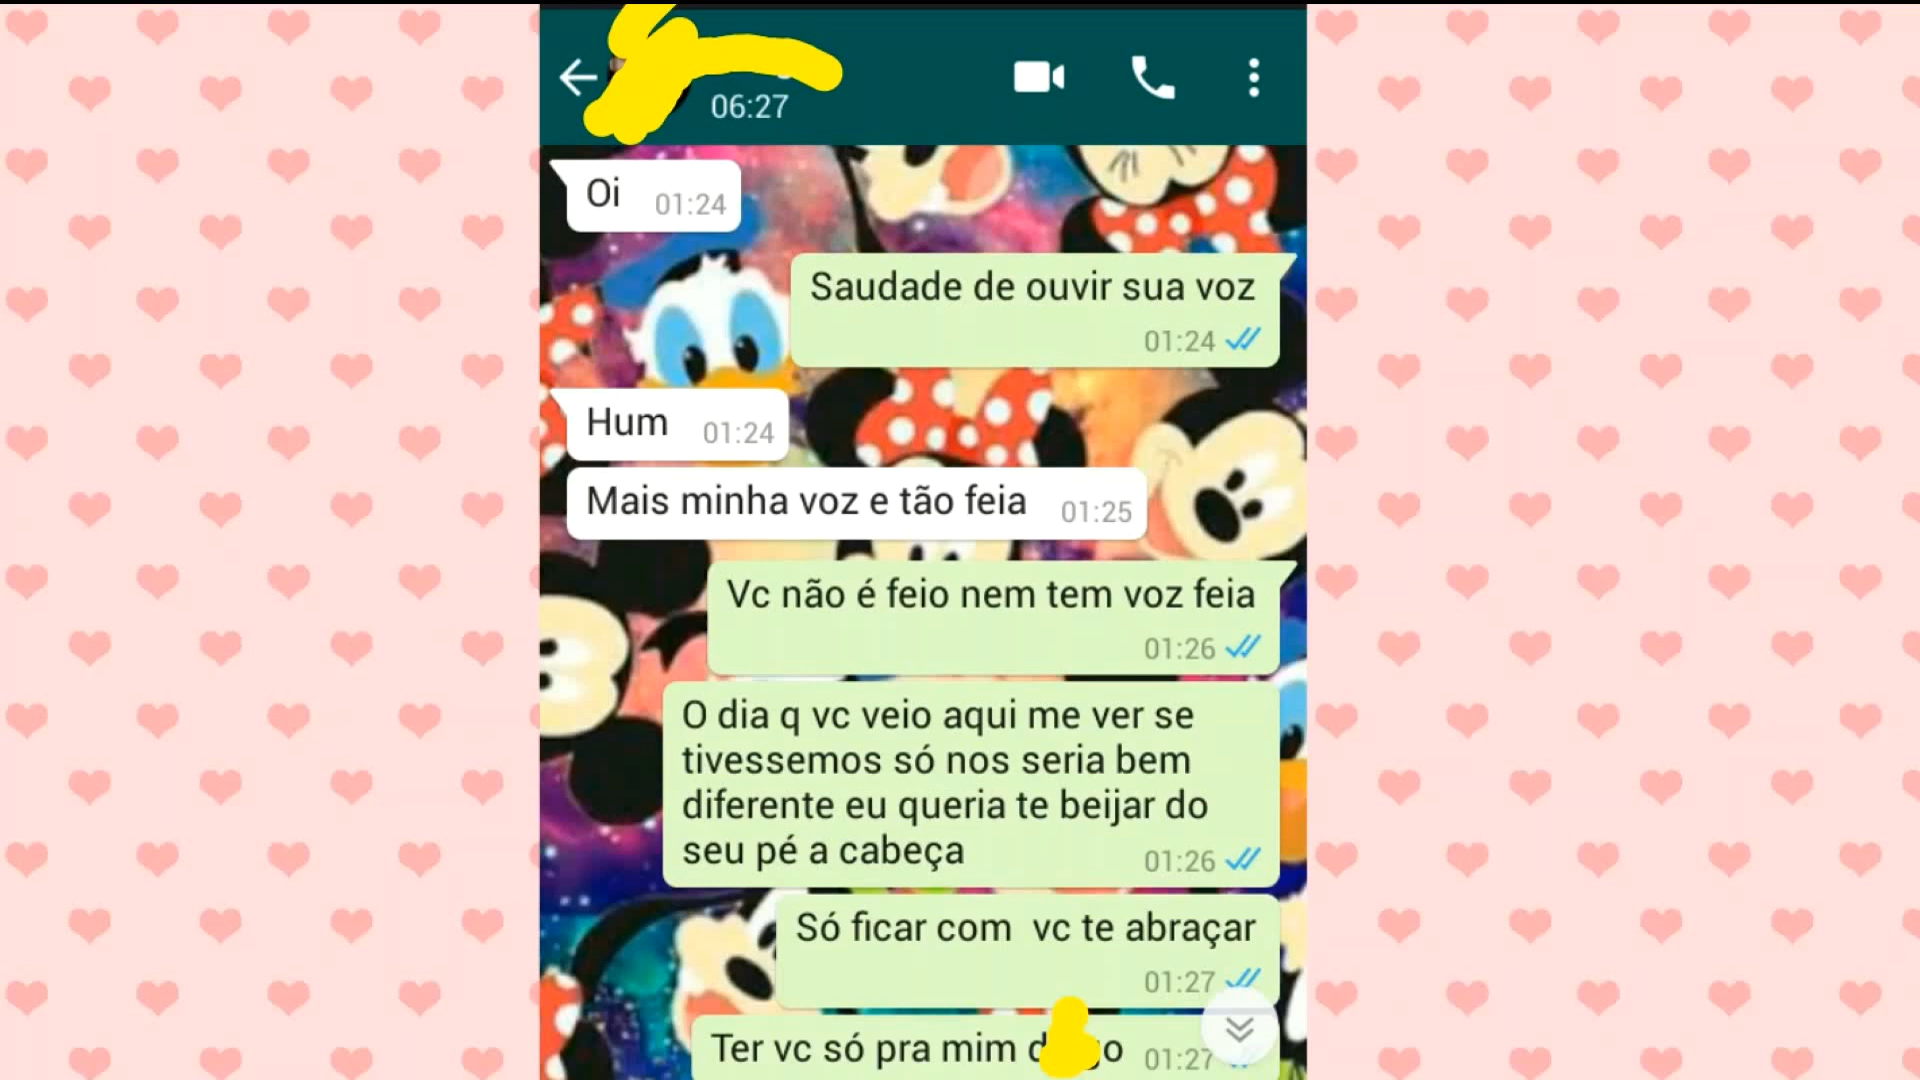 06:27
Oi 01:24
Saudade de ouvir sua voz
01:24
Hum 01:24
Mais minha voz e tão feia 01:25
Vc não é feio nem tem voz feia
01:26
O dia q vc veio aqui me ver se
tivessemos só nos seria bem
diferente eu queria te beijar do
seu pé a cabeça 01:26
Só ficar com vc te abraçar
01:27
Ter vc só pra mim 01:27